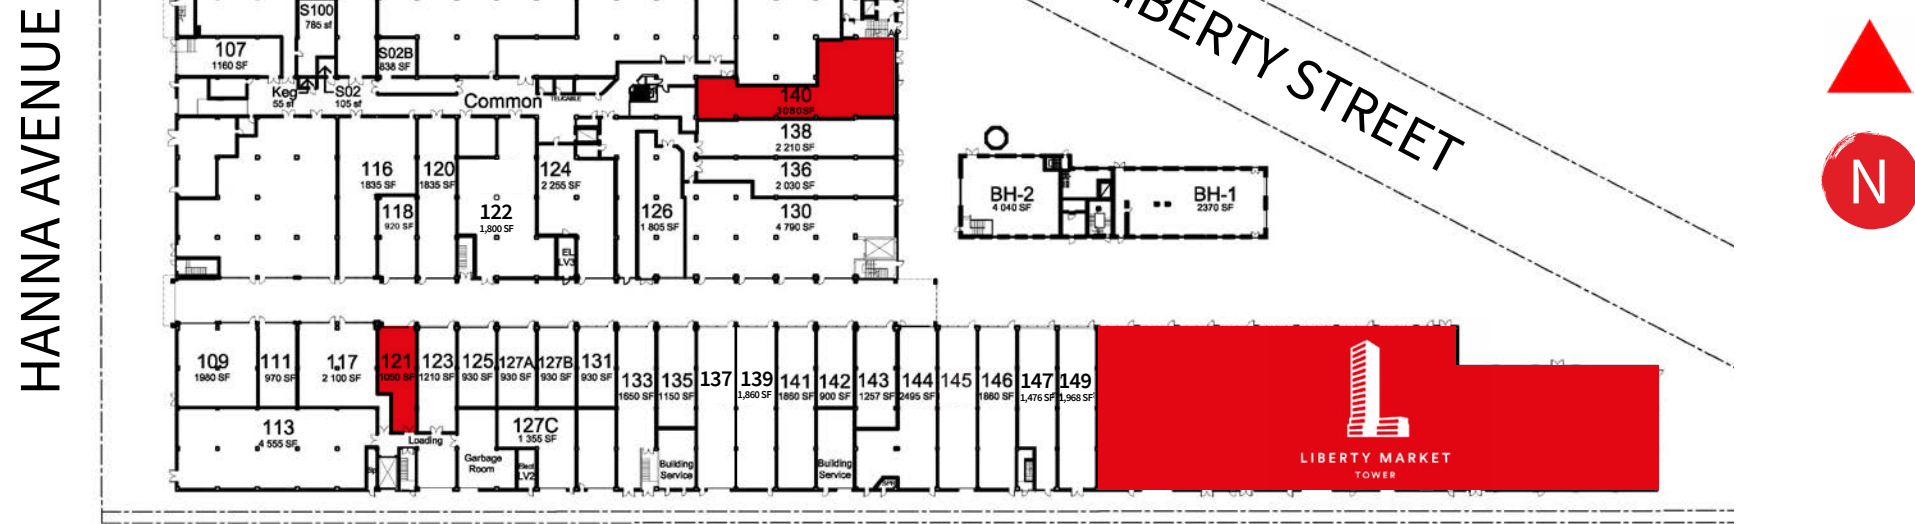 HANNA AVENUE
LIBERTY STREET
N
S100
785 sf
107
1160 SF
S02B
838 SF
Keg
55 sf
S02
105 sf
Common
TELICABLE
140
3080SF
138
2 210 SF
136
2 030 SF
130
4 790 SF
116
1835 SF
118
920 SF
120
1835 SF
122
1,800 SF
124
2 255 SF
EL
LV3
126
1 805 SF
BH-2
4 040 SF
BH-1
2370 SF
109
1980 SF
111
970 SF
117
2 100 SF
121
1050 SF
123
1210 SF
125
930 SF
127A
930 SF
127B
930 SF
131
930 SF
133
1650 SF
135
1150 SF
137
139
1,860 SF
141
1860 SF
142
900 SF
143
1257 SF
144
2495 SF
145
146
1860 SF
147
1,476 SF
149
1,968 SF
113
4 555 SF
Loading
Garbage
Room
127C
1 355 SF
Elect
LV2
Building
Service
Building
Service
LIBERTY MARKET
TOWER